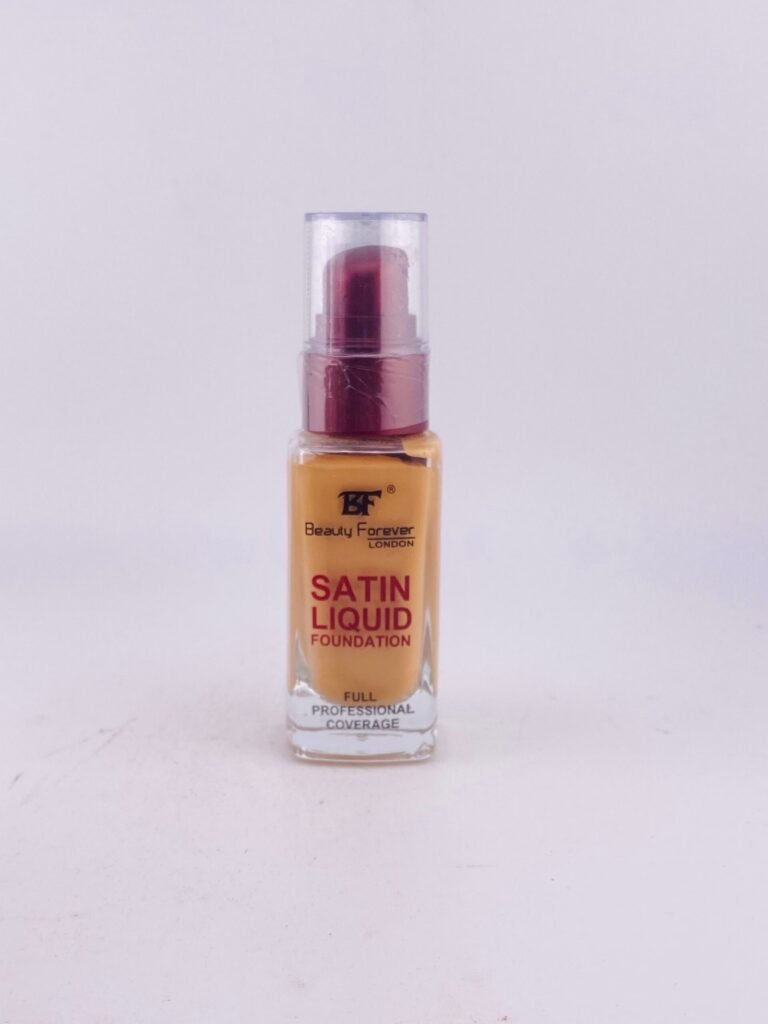 BF®
Beauty Forever
LONDON
SATIN
LIQUID
FOUNDATION
FULL
PROFESSIONAL
COVERAGE